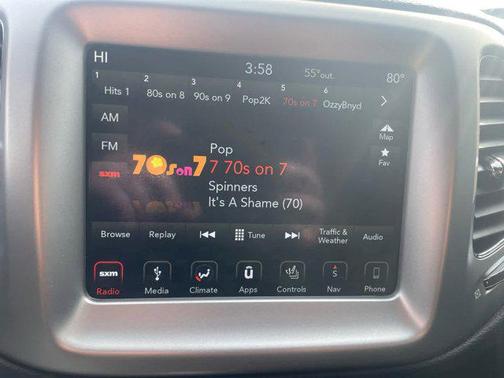 HI 3:58 55°out. 80°
1 2 3 4 5 6
Hits 1 80s on 8 90s on 9 Pop2K 70s on 7 OzzyBnyd
AM
Map
FM
Fav
sxm
70s on 7
Pop
7 70s on 7
Spinners
It's A Shame (70)
Browse Replay Tune Traffic & Weather Audio
sxm ū S
Radio Media Climate Apps Controls Nav Phone